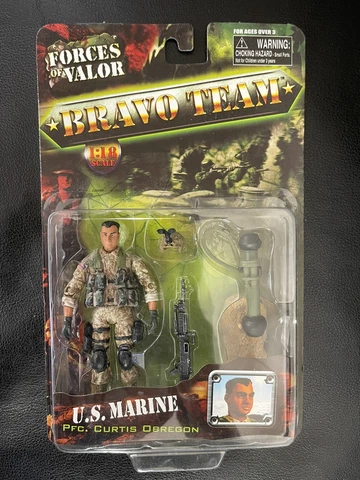 FORCES
OF VALOR
FOR AGES OVER 3
WARNING:
CHOKING HAZARD - Small Parts.
Not for Children under 3 years
BRAVO TEAM
1:18
SCALE
U.S. MARINE
PFC. CURTIS OBREGON